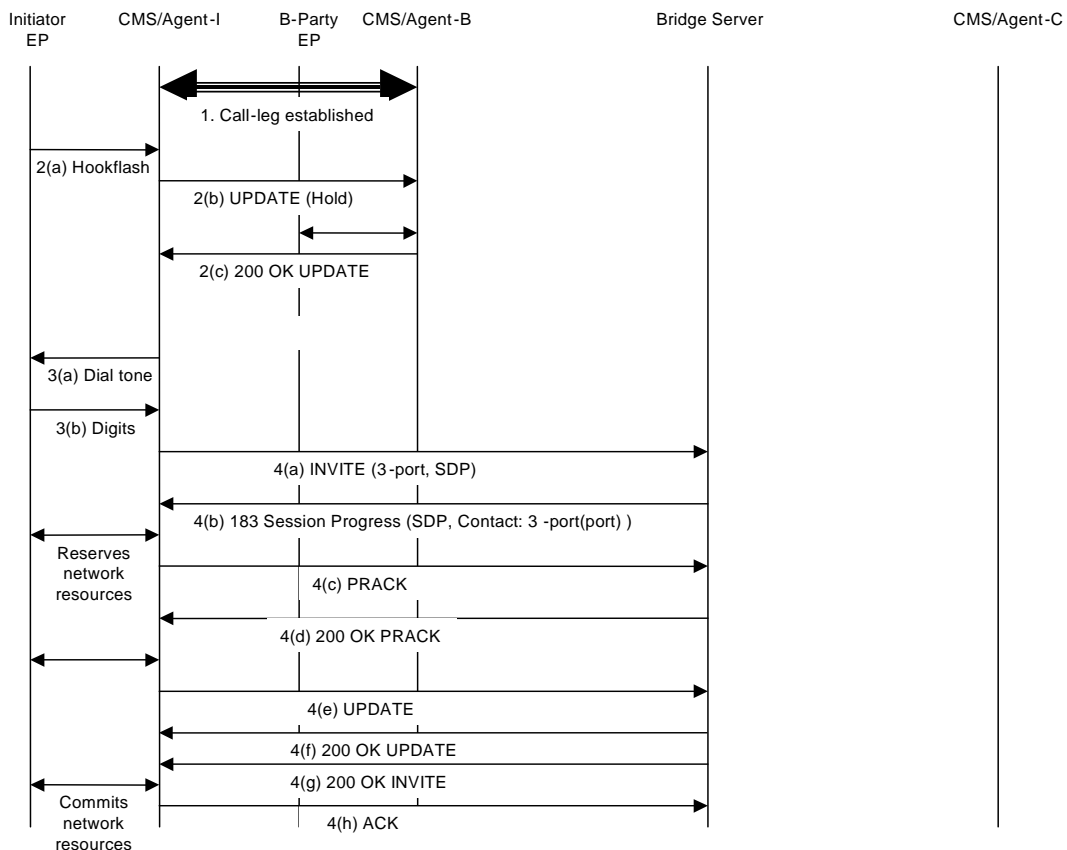 Initiator
EP
CMS/Agent-I
B-Party
EP
CMS/Agent-B
Bridge Server
CMS/Agent-C
1. Call-leg established
2(a) Hookflash
2(b) UPDATE (Hold)
2(c) 200 OK UPDATE
3(a) Dial tone
3(b) Digits
4(a) INVITE (3-port, SDP)
4(b) 183 Session Progress (SDP, Contact: 3 -port(port) )
Reserves
network
resources
4(c) PRACK
4(d) 200 OK PRACK
4(e) UPDATE
4(f) 200 OK UPDATE
4(g) 200 OK INVITE
Commits
network
resources
4(h) ACK